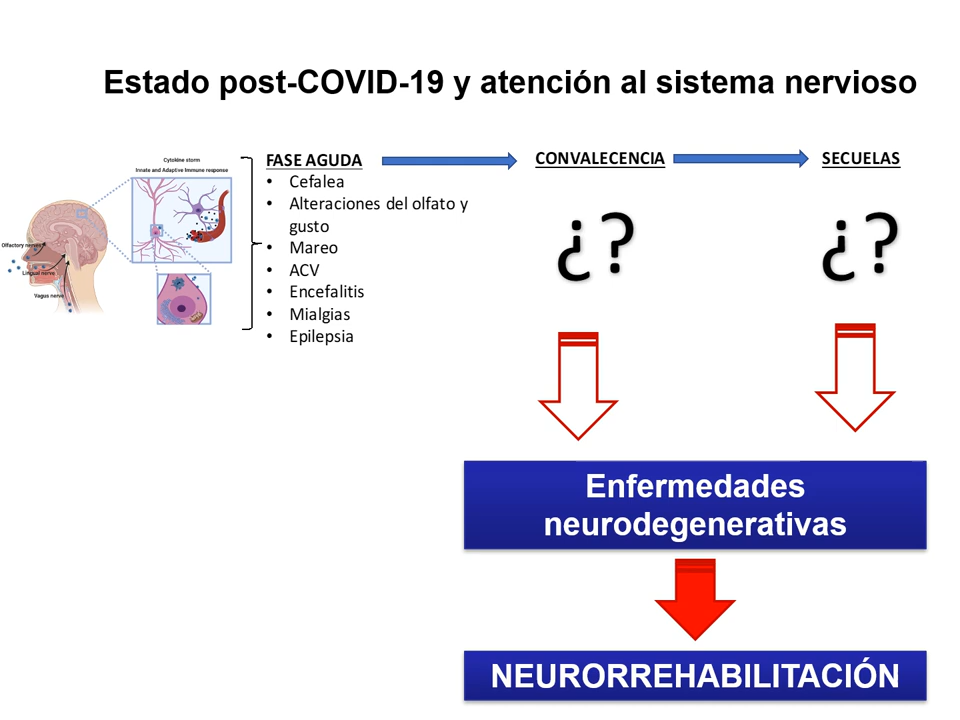 Estado post-COVID-19 y atención al sistema nervioso
Cytokine storm
Innate and Adaptive Immune response
Olfactory nerves
Lingual nerve
Vagus nerve
FASE AGUDA
• Cefalea
• Alteraciones del olfato y
gusto
• Mareo
• ACV
• Encefalitis
• Mialgias
• Epilepsia
CONVALECENCIA
¿?
SECUELAS
¿?
Enfermedades
neurodegenerativas
NEURORREHABILITACIÓN